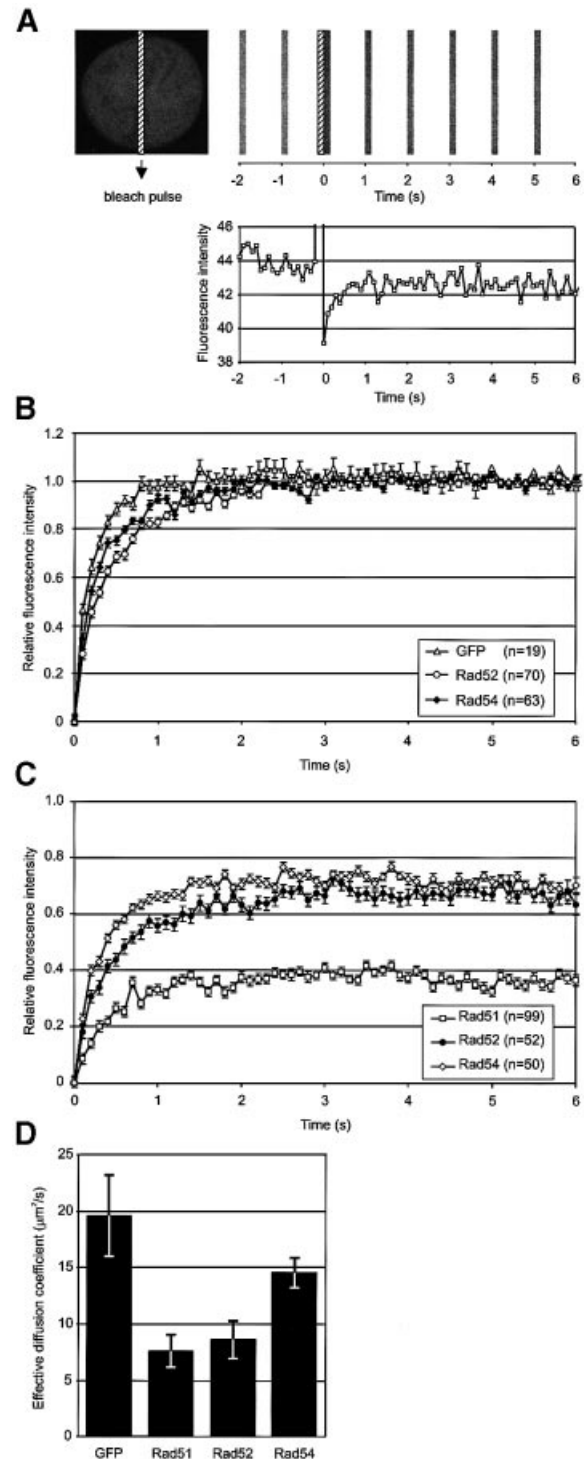 A
bleach pulse
-2 -1 0 1 2 3 4 5 6
Time (s)
Fluorescence intensity
46
44
42
40
38
-2 -1 0 1 2 3 4 5 6
Time (s)
B
Relative fluorescence intensity
1.2
1.0
0.8
0.6
0.4
0.2
0
0 1 2 3 4 5 6
Time (s)
GFP (n=19)
Rad52 (n=70)
Rad54 (n=63)
C
Relative fluorescence intensity
1.0
0.8
0.6
0.4
0.2
0
0 1 2 3 4 5 6
Time (s)
Rad51 (n=99)
Rad52 (n=52)
Rad54 (n=50)
D
Effective diffusion coefficient (μm²/s)
25
20
15
10
5
0
GFP Rad51 Rad52 Rad54